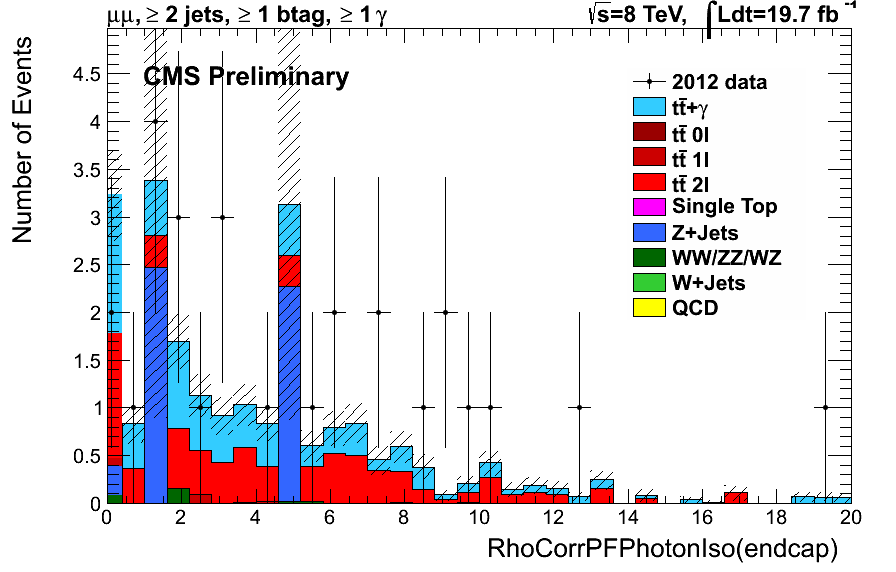 μμ, ≥ 2 jets, ≥ 1 btag, ≥ 1 γ
√s=8 TeV, ∫Ldt=19.7 fb⁻¹
CMS Preliminary
Number of Events
4.5
4
3.5
3
2.5
2
1.5
1
0.5
0
2012 data
tt̄+γ
tt̄ 0l
tt̄ 1l
tt̄ 2l
Single Top
Z+Jets
WW/ZZ/WZ
W+Jets
QCD
0 2 4 6 8 10 12 14 16 18 20
RhoCorrPFPhotonIso(endcap)